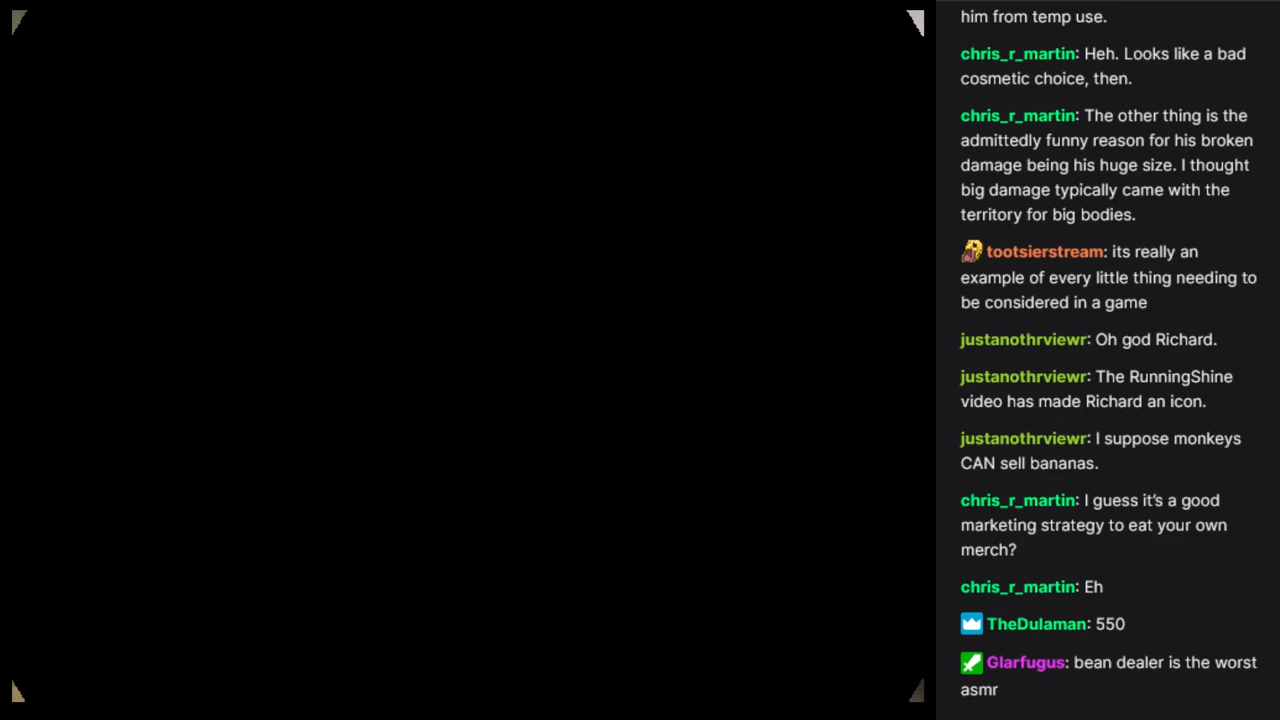 him from temp use.
chris_r_martin: Heh. Looks like a bad
cosmetic choice, then.
chris_r_martin: The other thing is the
admittedly funny reason for his broken
damage being his huge size. I thought
big damage typically came with the
territory for big bodies.
tootsierstream: its really an
example of every little thing needing to
be considered in a game
justanothrviewr: Oh god Richard.
justanothrviewr: The RunningShine
video has made Richard an icon.
justanothrviewr: I suppose monkeys
CAN sell bananas.
chris_r_martin: I guess it’s a good
marketing strategy to eat your own
merch?
chris_r_martin: Eh
TheDulaman: 550
Glarfugus: bean dealer is the worst
asmr